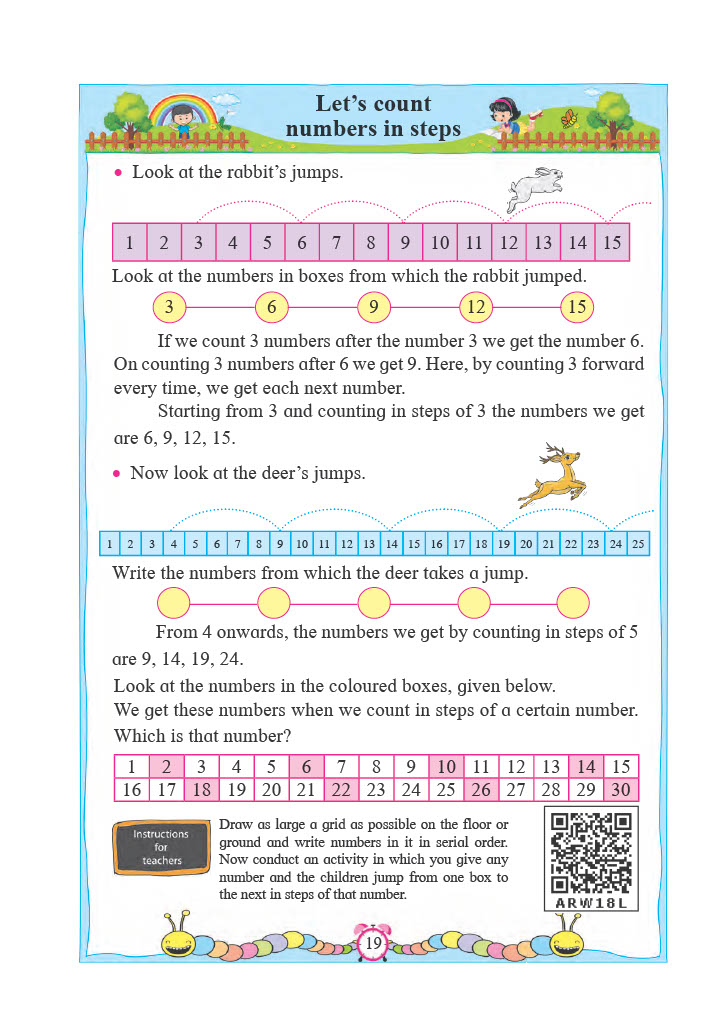 Let's count
numbers in steps
• Look at the rabbit's jumps.
1 2 3 4 5 6 7 8 9 10 11 12 13 14 15
Look at the numbers in boxes from which the rabbit jumped.
3 6 9 12 15
If we count 3 numbers after the number 3 we get the number 6.
On counting 3 numbers after 6 we get 9. Here, by counting 3 forward
every time, we get each next number.
Starting from 3 and counting in steps of 3 the numbers we get
are 6, 9, 12, 15.
• Now look at the deer's jumps.
1 2 3 4 5 6 7 8 9 10 11 12 13 14 15 16 17 18 19 20 21 22 23 24 25
Write the numbers from which the deer takes a jump.
From 4 onwards, the numbers we get by counting in steps of 5
are 9, 14, 19, 24.
Look at the numbers in the coloured boxes, given below.
We get these numbers when we count in steps of a certain number.
Which is that number?
1 2 3 4 5 6 7 8 9 10 11 12 13 14 15
16 17 18 19 20 21 22 23 24 25 26 27 28 29 30
Instructions
for
teachers
Draw as large a grid as possible on the floor or
ground and write numbers in it in serial order.
Now conduct an activity in which you give any
number and the children jump from one box to
the next in steps of that number.
ARW18L
19